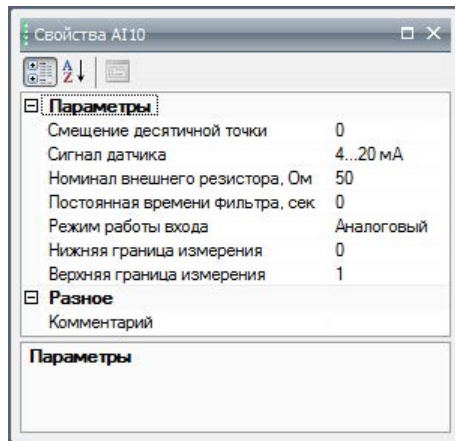 Свойства AI10
Параметры
Смещение десятичной точки 0
Сигнал датчика 4...20 мА
Номинал внешнего резистора, Ом 50
Постоянная времени фильтра, сек 0
Режим работы входа Аналоговый
Нижняя граница измерения 0
Верхняя граница измерения 1
Разное
Комментарий
Параметры